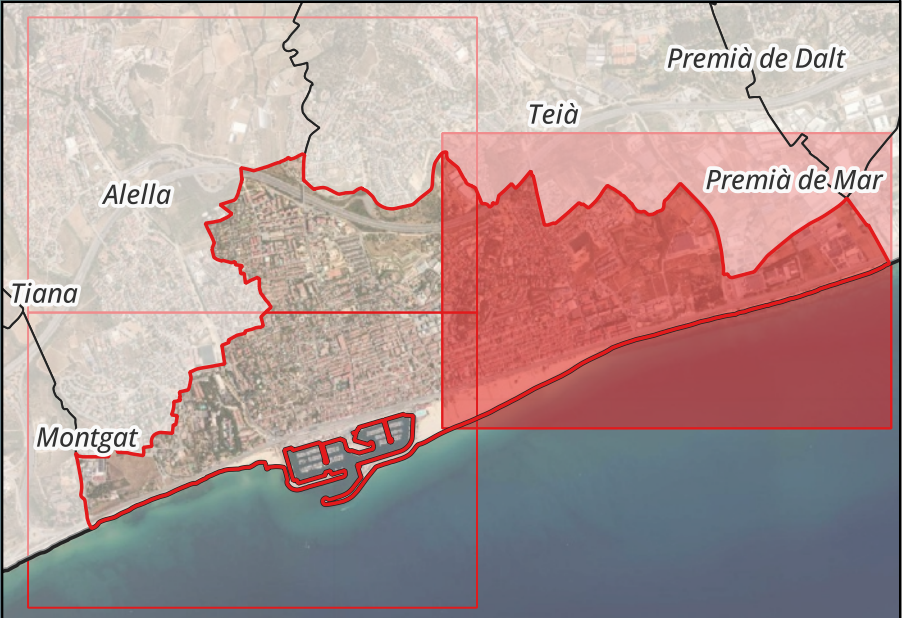 Premià de Dalt
Teià
Premià de Mar
Alella
Tiana
Montgat